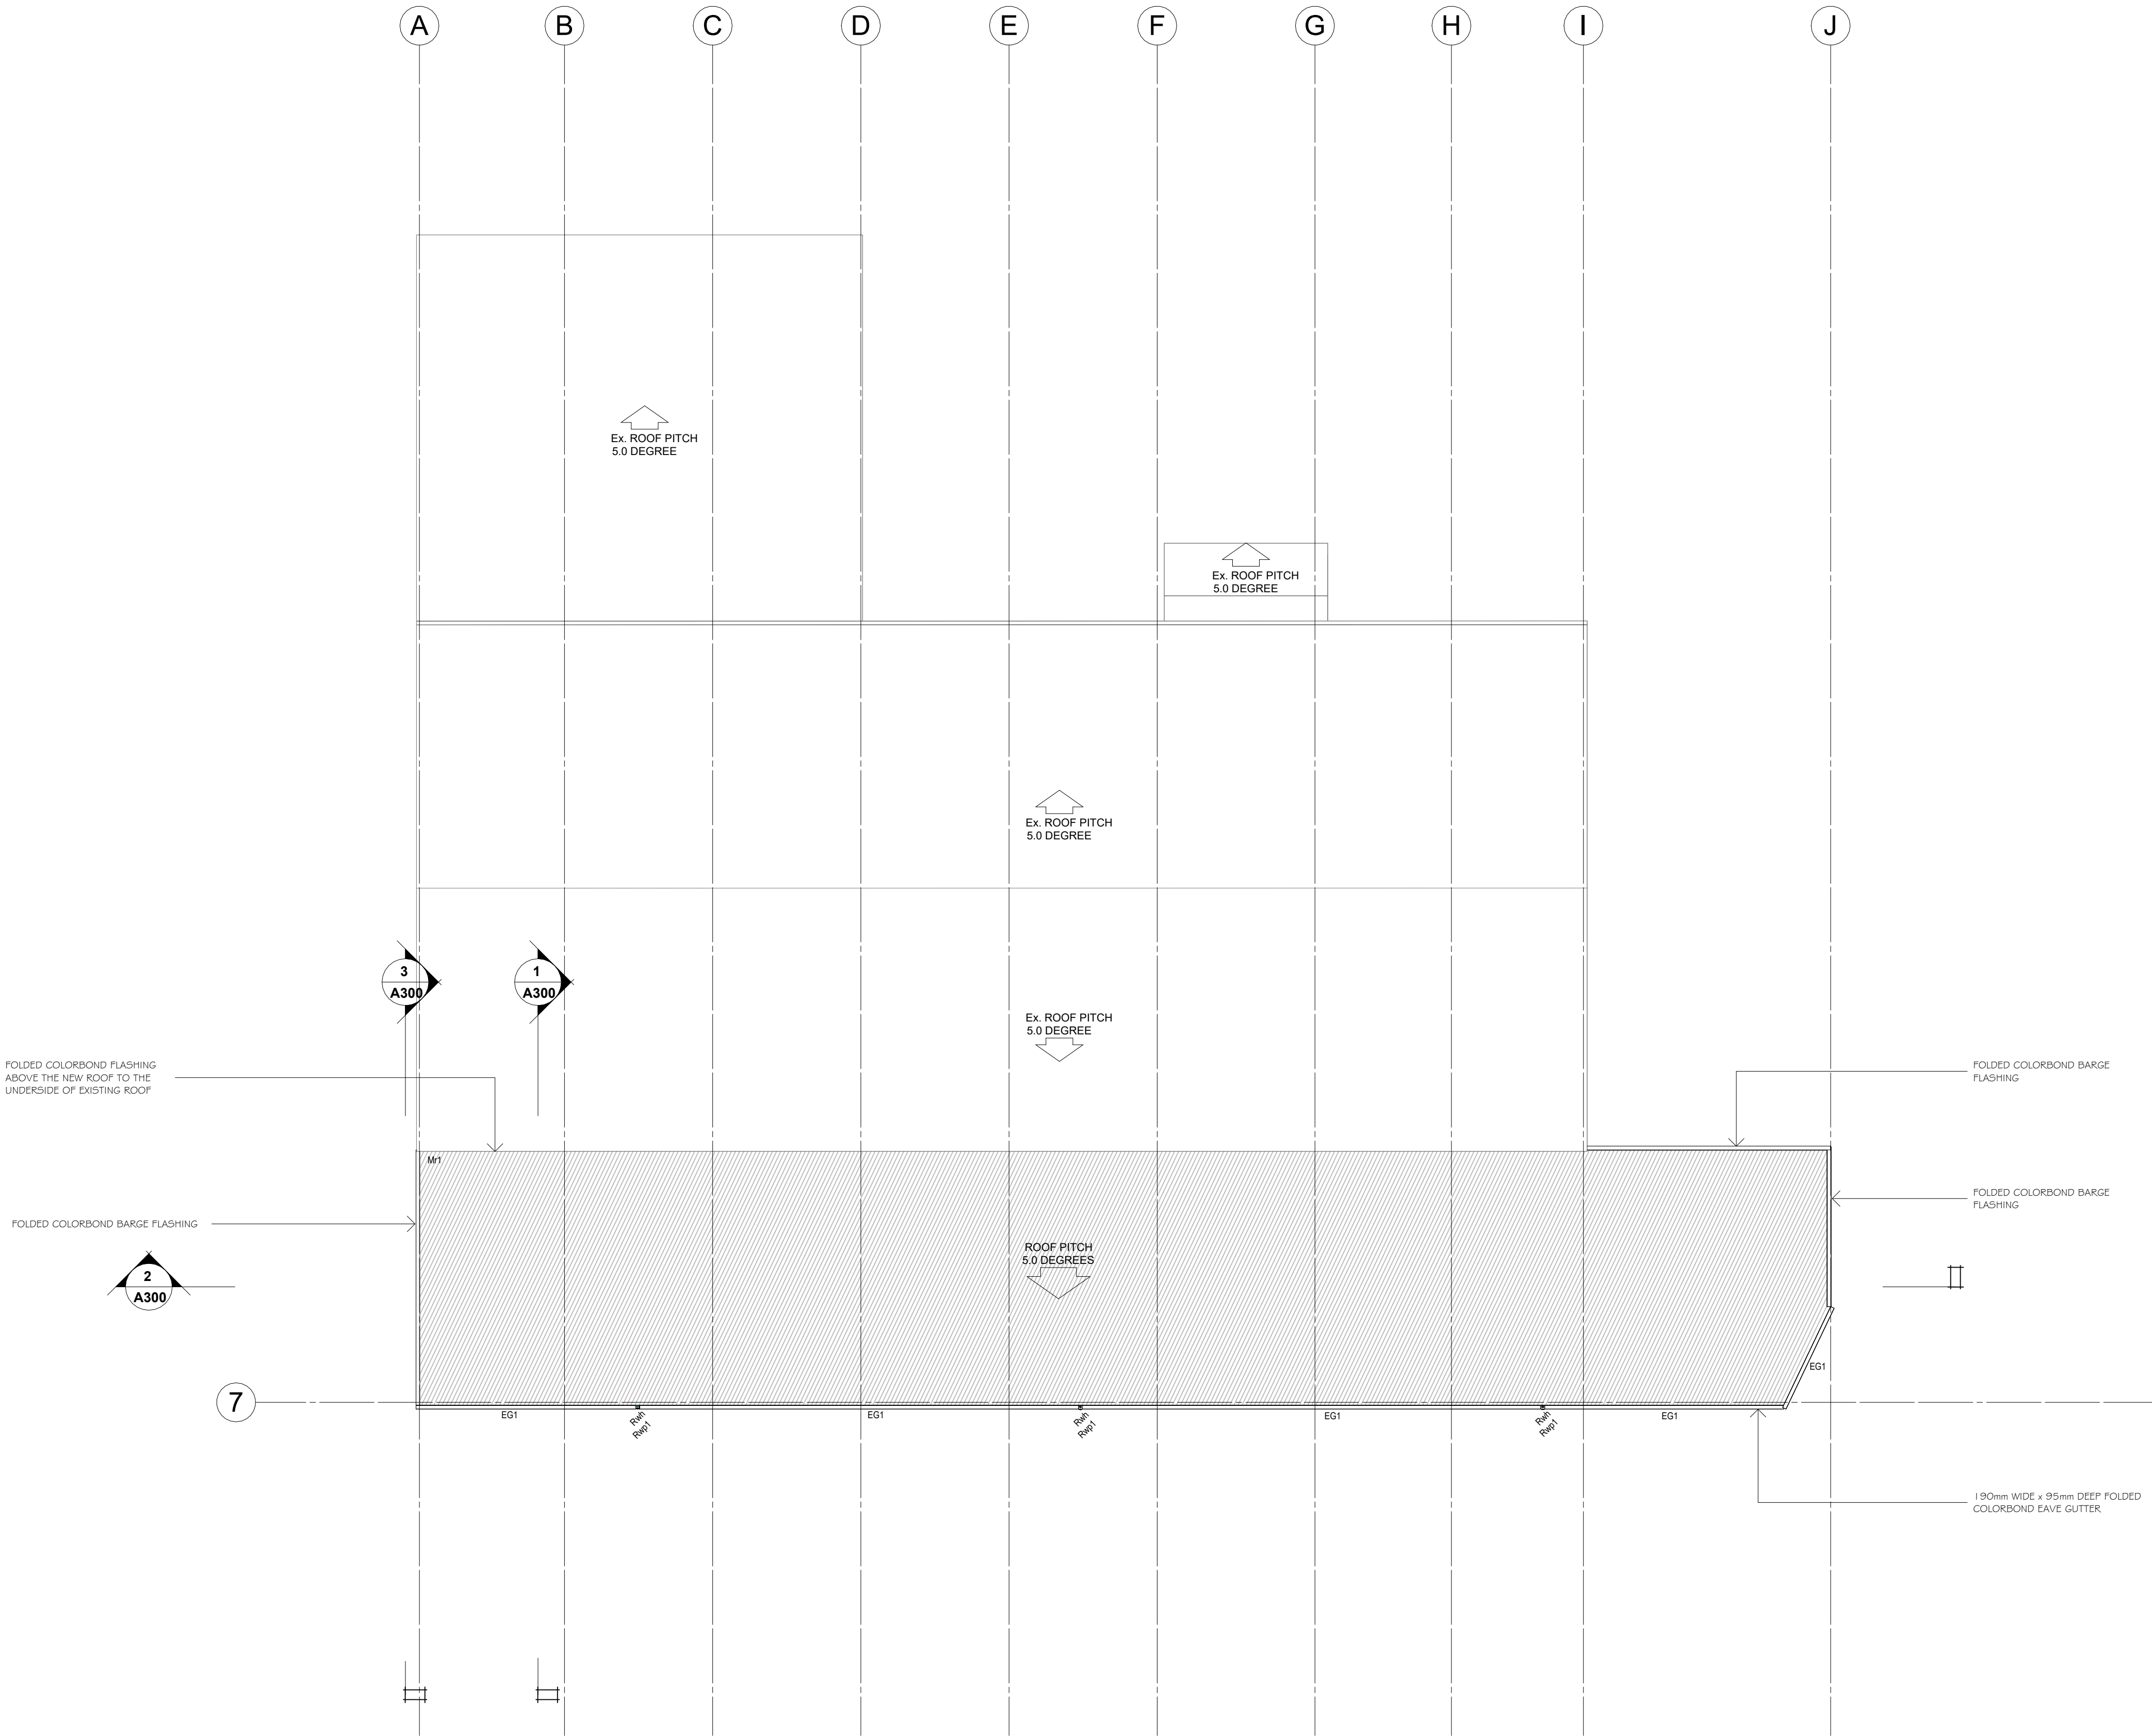 A
B
C
D
E
F
G
H
I
J
Ex. ROOF PITCH
5.0 DEGREE
Ex. ROOF PITCH
5.0 DEGREE
Ex. ROOF PITCH
5.0 DEGREE
3
A300
1
A300
Ex. ROOF PITCH
5.0 DEGREE
FOLDED COLORBOND FLASHING
ABOVE THE NEW ROOF TO THE
UNDERSIDE OF EXISTING ROOF
FOLDED COLORBOND BARGE
FLASHING
Mr1
FOLDED COLORBOND BARGE
FLASHING
FOLDED COLORBOND BARGE FLASHING
ROOF PITCH
5.0 DEGREES
2
A300
EG1
7
EG1
Rwh
Rwp1
EG1
Rwh
Rwp1
EG1
Rwh
Rwp1
EG1
190mm WIDE x 95mm DEEP FOLDED
COLORBOND EAVE GUTTER